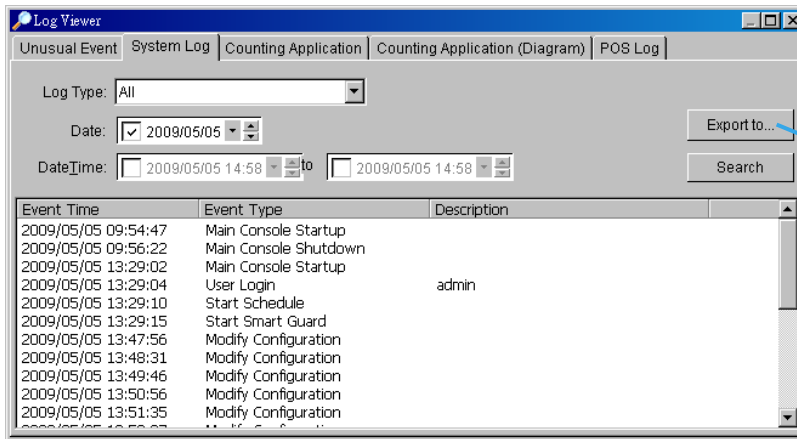 Log Viewer
Unusual Event System Log Counting Application Counting Application (Diagram) POS Log
Log Type: All
Date: 2009/05/05
Export to...
DateTime: 2009/05/05 14:58 to 2009/05/05 14:58
Search
Event Time Event Type Description
2009/05/05 09:54:47 Main Console Startup
2009/05/05 09:56:22 Main Console Shutdown
2009/05/05 13:29:02 Main Console Startup
2009/05/05 13:29:04 User Login admin
2009/05/05 13:29:10 Start Schedule
2009/05/05 13:29:15 Start Smart Guard
2009/05/05 13:47:56 Modify Configuration
2009/05/05 13:48:31 Modify Configuration
2009/05/05 13:49:46 Modify Configuration
2009/05/05 13:50:56 Modify Configuration
2009/05/05 13:51:35 Modify Configuration